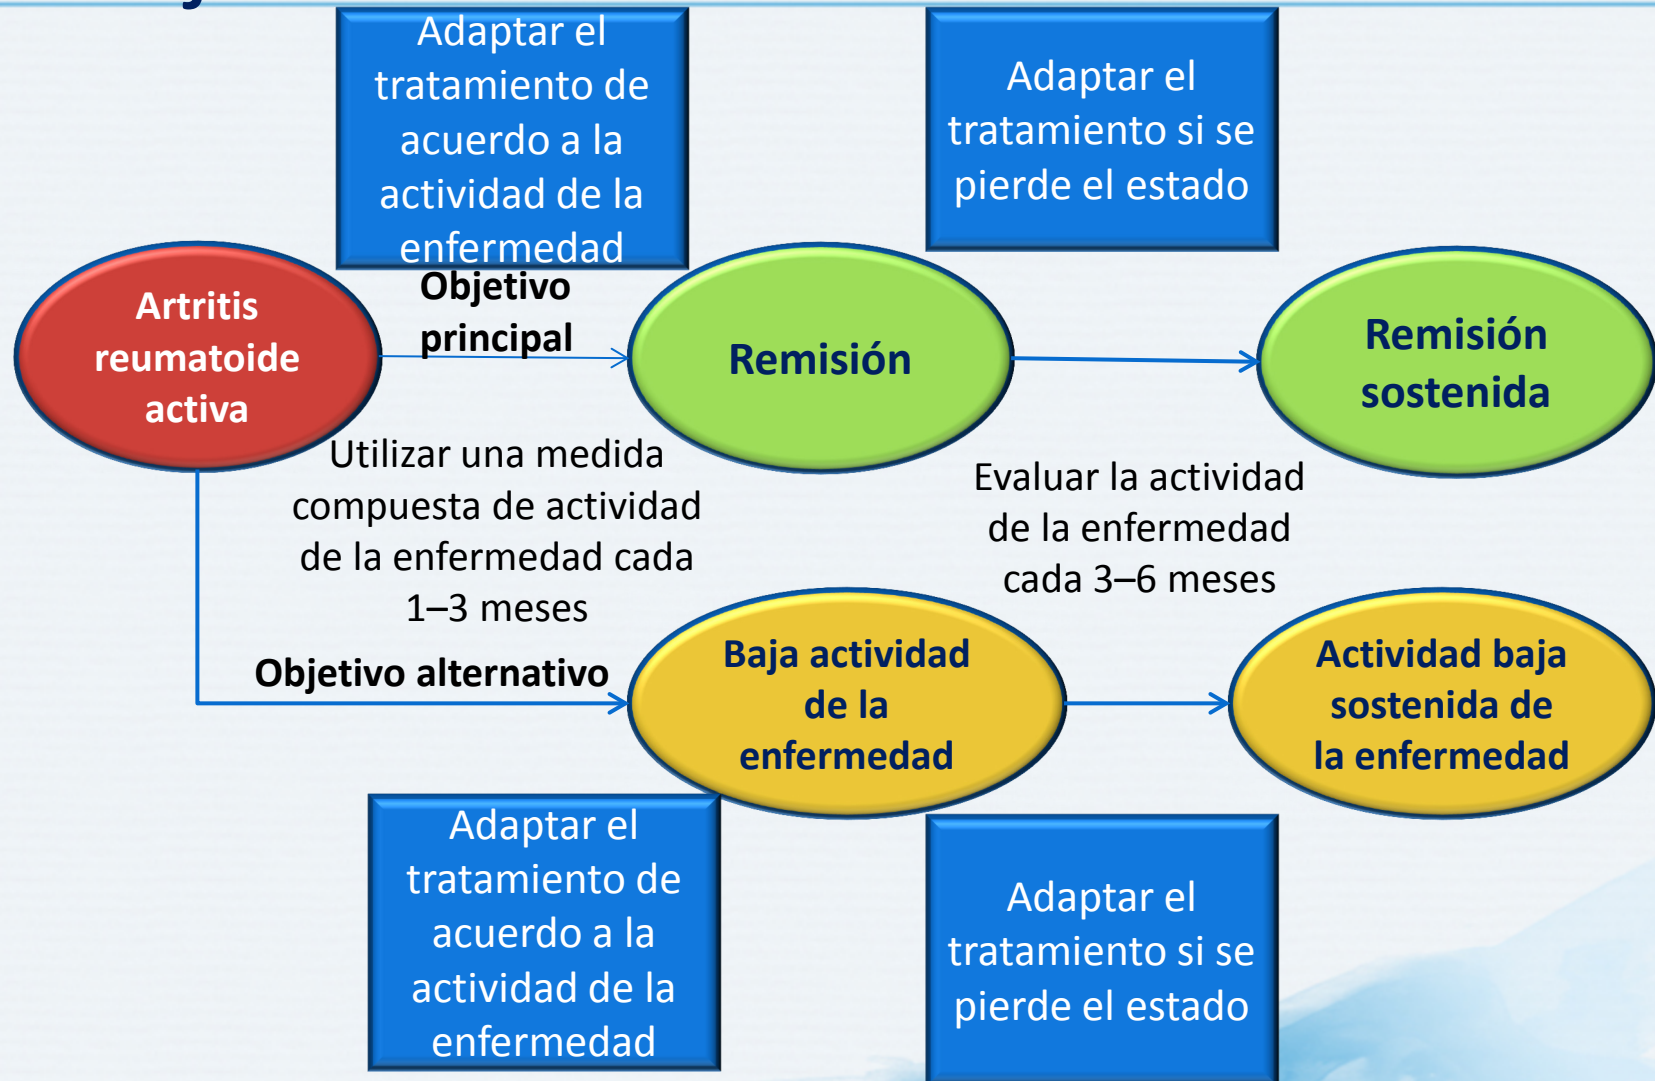 Adaptar el
tratamiento de
acuerdo a la
actividad de la
enfermedad
Adaptar el
tratamiento si se
pierde el estado
Artritis
reumatoide
activa
Objetivo
principal
Remisión
Remisión
sostenida
Utilizar una medida
compuesta de actividad
de la enfermedad cada
1–3 meses
Evaluar la actividad
de la enfermedad
cada 3–6 meses
Objetivo alternativo
Baja actividad
de la
enfermedad
Actividad baja
sostenida de
la enfermedad
Adaptar el
tratamiento de
acuerdo a la
actividad de la
enfermedad
Adaptar el
tratamiento si se
pierde el estado